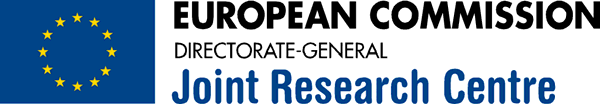 EUROPEAN COMMISSION
DIRECTORATE-GENERAL
Joint Research Centre